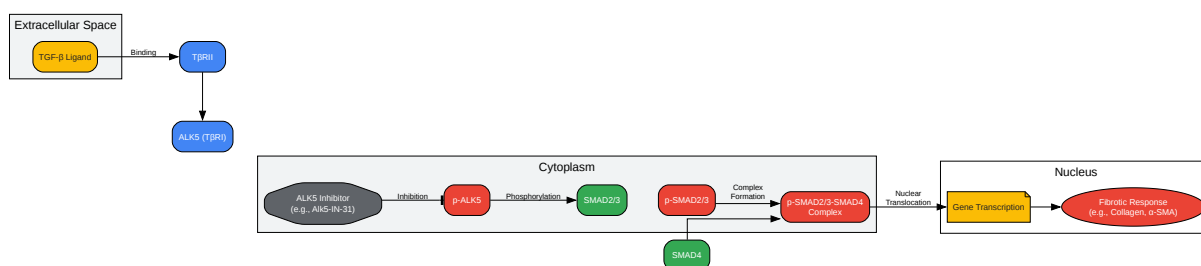 Extracellular Space
TGF-β Ligand
Binding
TβRII
ALK5 (TβRI)
Cytoplasm
ALK5 Inhibitor
(e.g., Alk5-IN-31)
Inhibition
p-ALK5
Phosphorylation
SMAD2/3
p-SMAD2/3
Complex
Formation
p-SMAD2/3-SMAD4
Complex
SMAD4
Nuclear
Translocation
Nucleus
Gene Transcription
Fibrotic Response
(e.g., Collagen, α-SMA)